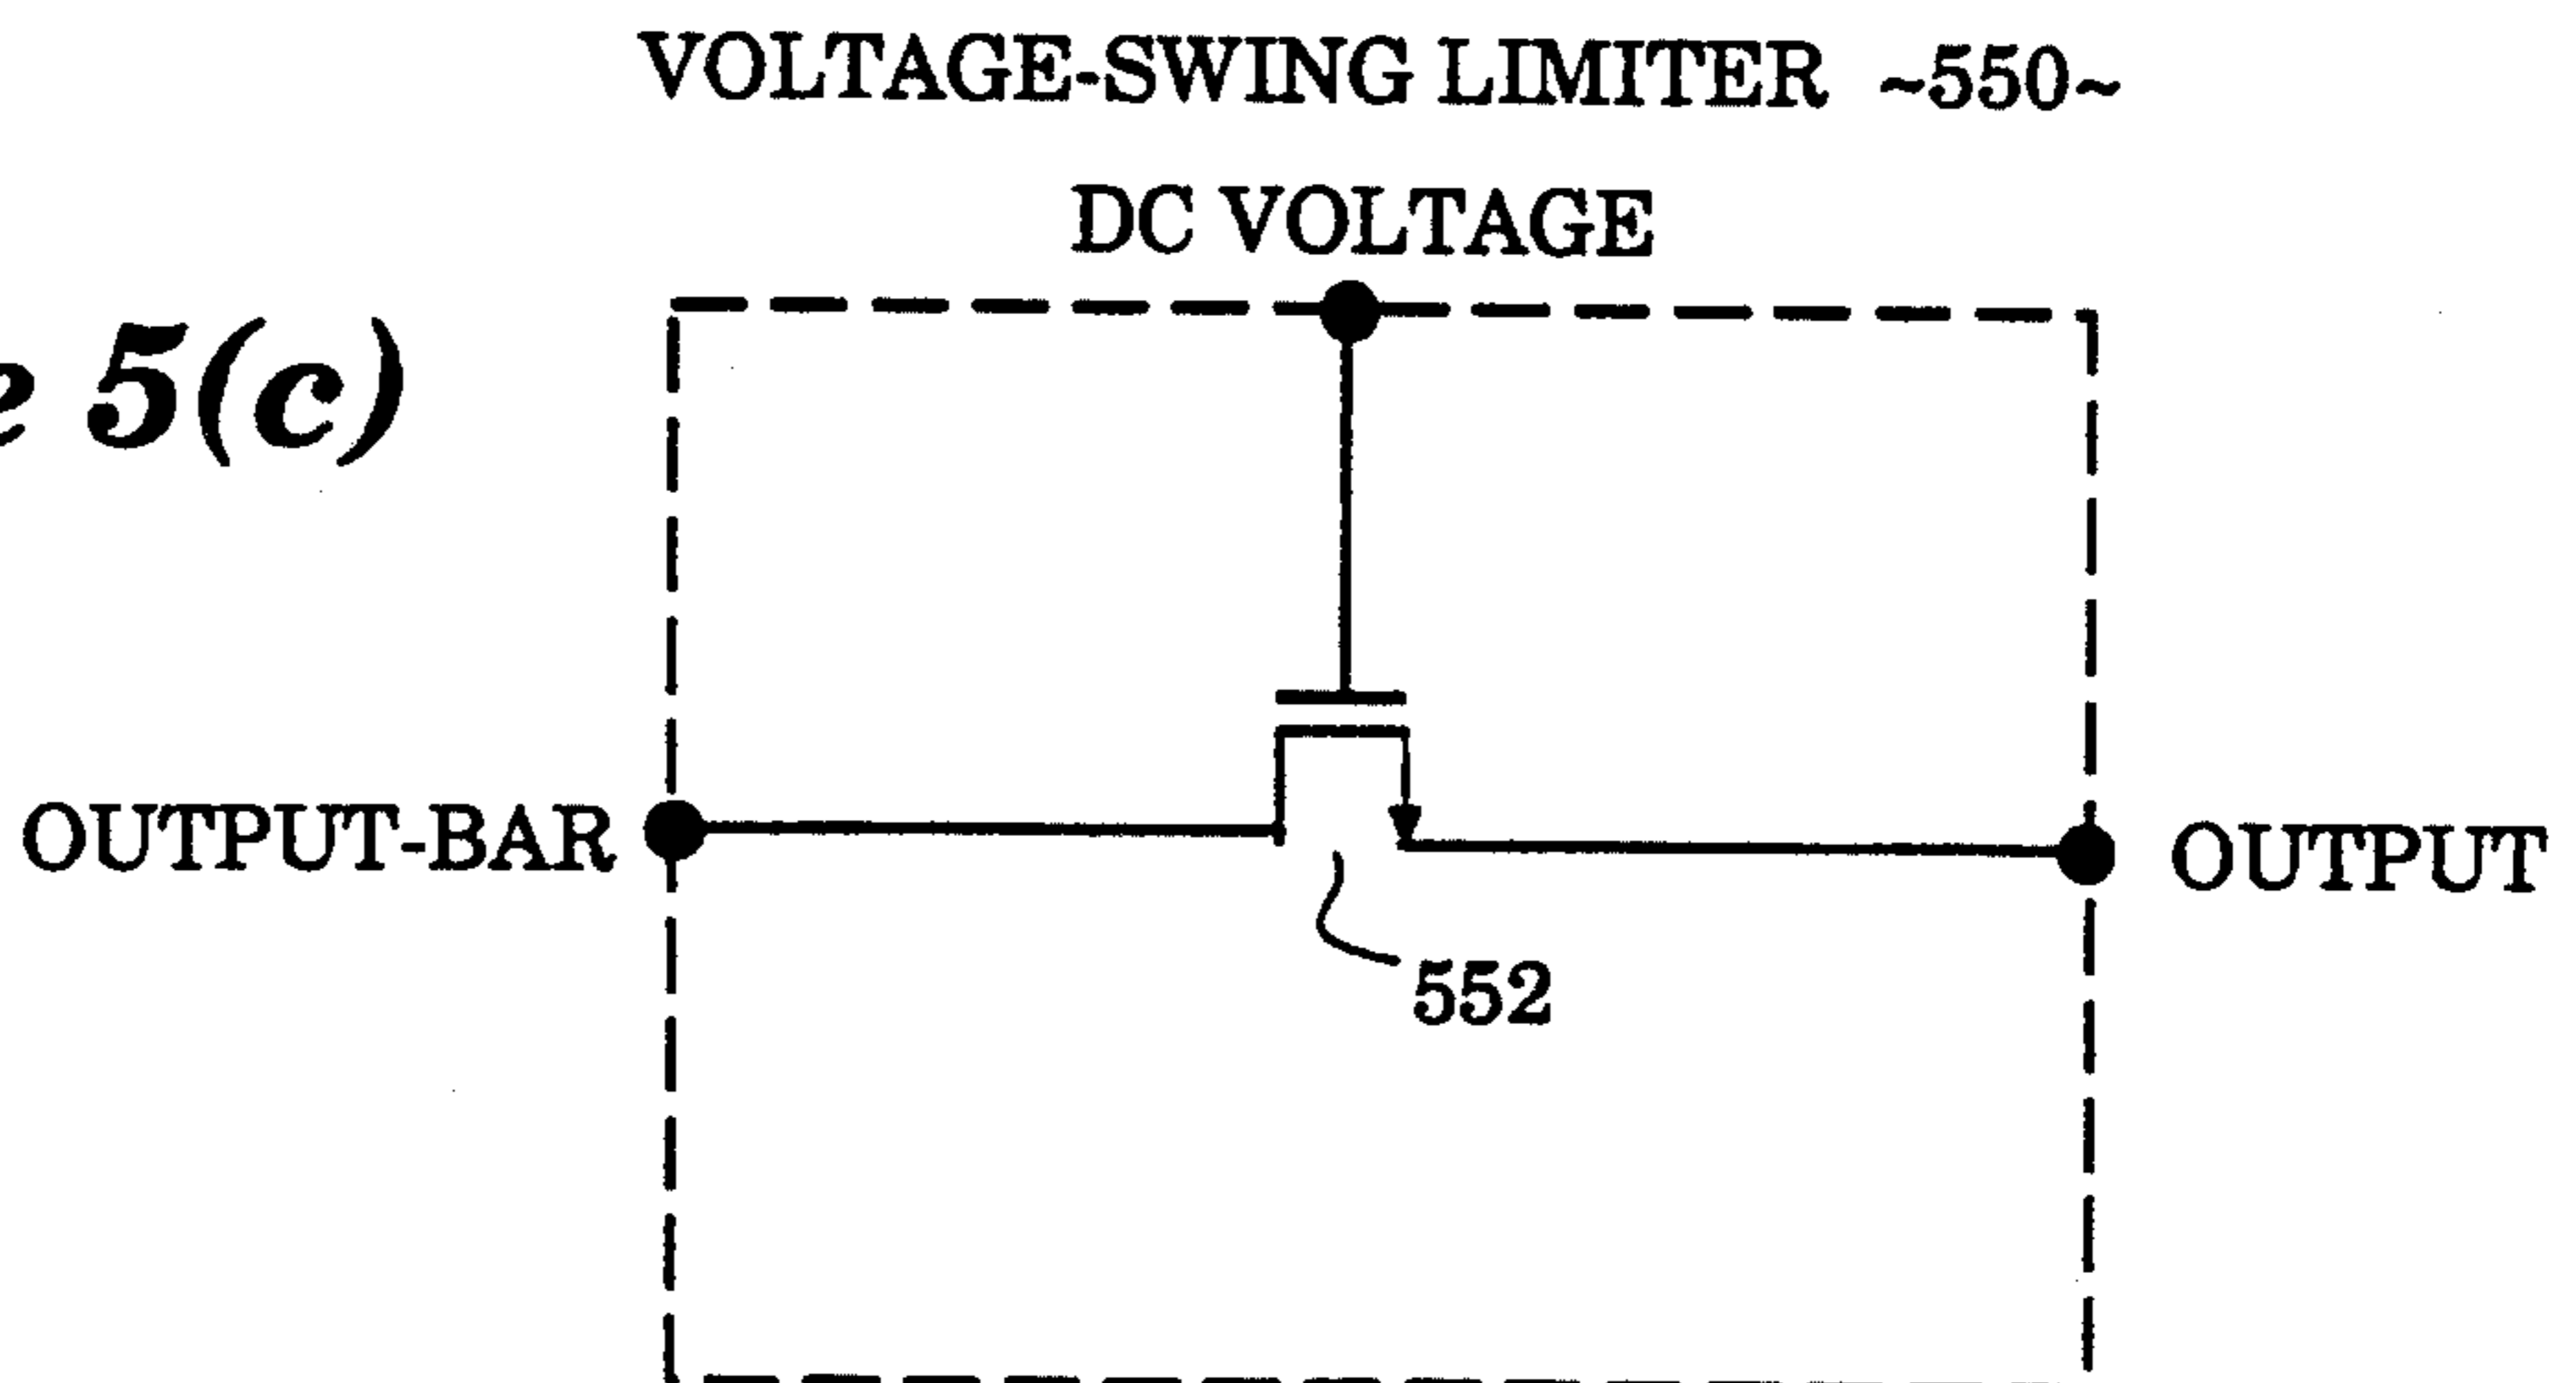 VOLTAGE-SWING LIMITER ~550~
DC VOLTAGE
5(c)
OUTPUT-BAR
OUTPUT
552